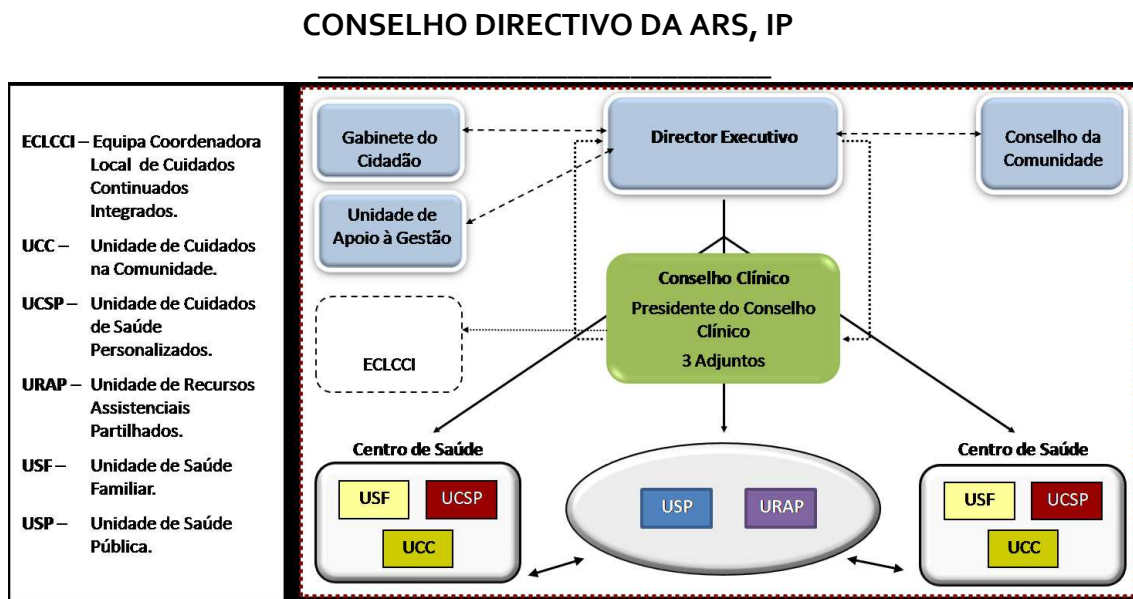 CONSELHO DIRECTIVO DA ARS, IP
ECLCCI – Equipa Coordenadora
Local de Cuidados
Continuados
Integrados.
UCC – Unidade de Cuidados
na Comunidade.
UCSP – Unidade de Cuidados
de Saúde
Personalizados.
URAP – Unidade de Recursos
Assistenciais
Partilhados.
USF – Unidade de Saúde
Familiar.
USP – Unidade de Saúde
Pública.
Gabinete do
Cidadão
Director Executivo
Conselho da
Comunidade
Unidade de
Apoio à Gestão
Conselho Clínico
Presidente do Conselho
Clínico
3 Adjuntos
ECLCCI
Centro de Saúde
USF
UCSP
UCC
USP
URAP
Centro de Saúde
USF
UCSP
UCC